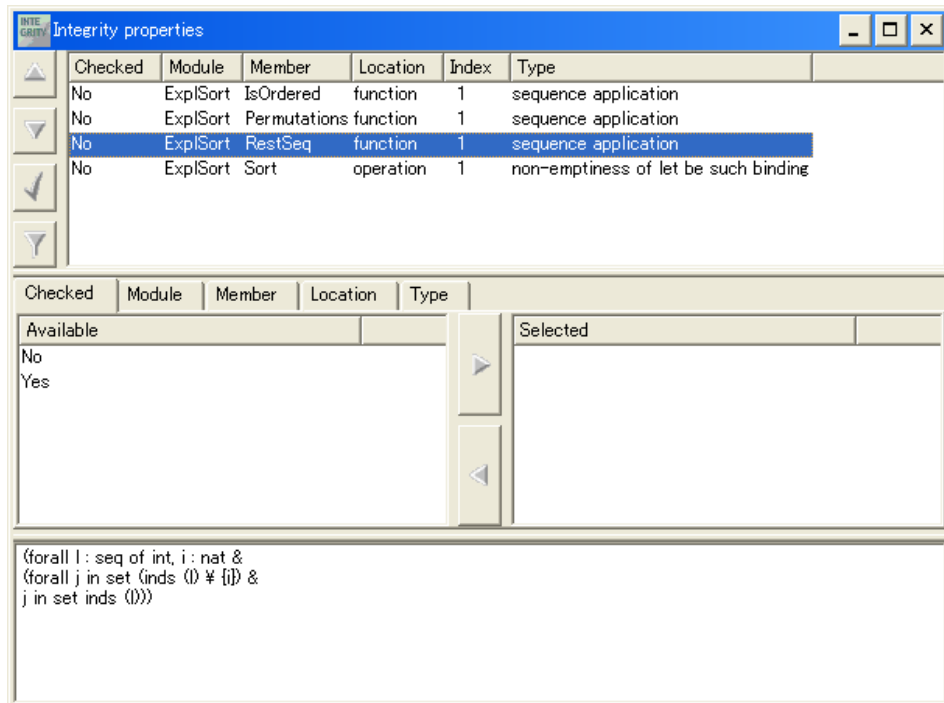 INTE
GRITY Integrity properties
Checked Module Member Location Index Type
No ExplSort IsOrdered function 1 sequence application
No ExplSort Permutations function 1 sequence application
No ExplSort RestSeq function 1 sequence application
No ExplSort Sort operation 1 non-emptiness of let be such binding
Checked Module Member Location Type
Available Selected
No
Yes
(forall l : seq of int, i : nat &
(forall j in set (inds (l) ¥ {i}) &
j in set inds (l)))